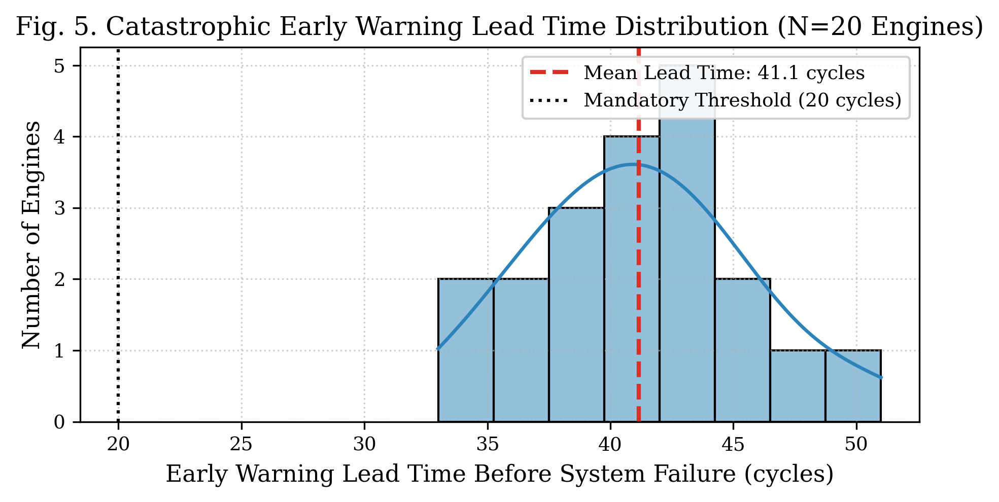 Fig. 5. Catastrophic Early Warning Lead Time Distribution (N=20 Engines)
Mean Lead Time: 41.1 cycles
Mandatory Threshold (20 cycles)
Number of Engines
5
4
3
2
1
0
20 25 30 35 40 45 50
Early Warning Lead Time Before System Failure (cycles)